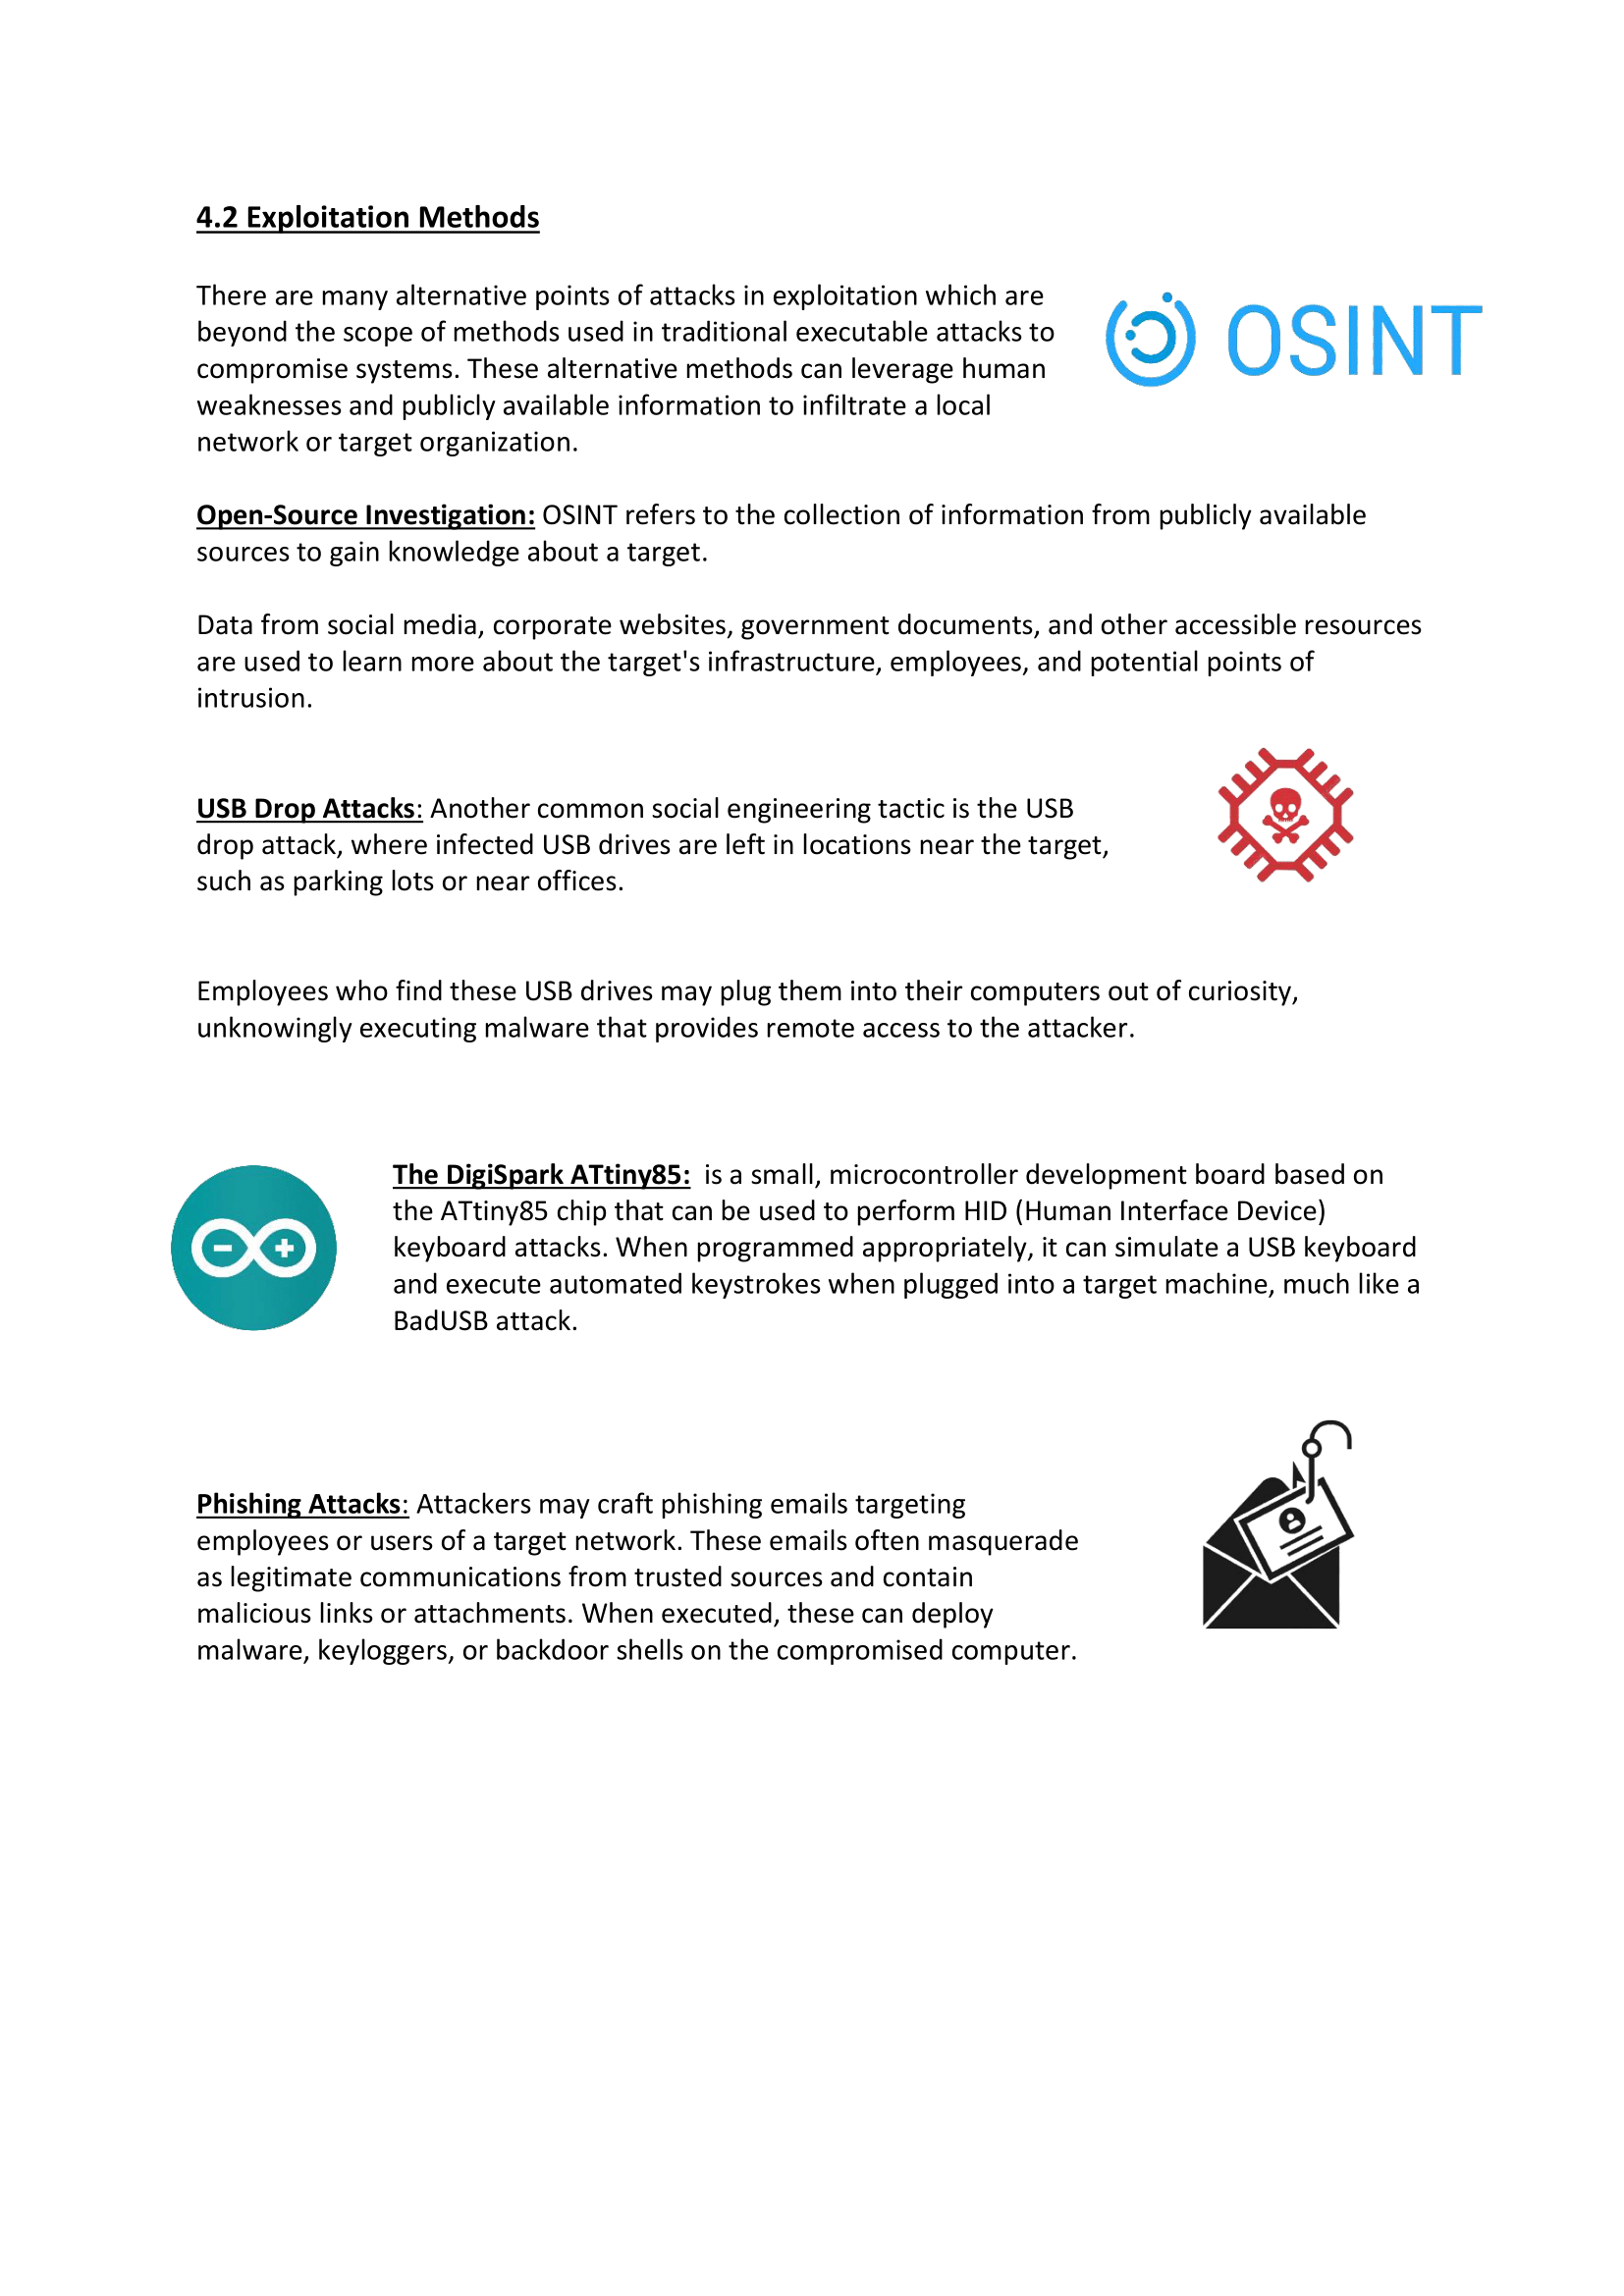 4.2 Exploitation Methods
There are many alternative points of attacks in exploitation which are
beyond the scope of methods used in traditional executable attacks to
compromise systems. These alternative methods can leverage human
weaknesses and publicly available information to infiltrate a local
network or target organization.
OSINT
Open-Source Investigation: OSINT refers to the collection of information from publicly available
sources to gain knowledge about a target.
Data from social media, corporate websites, government documents, and other accessible resources
are used to learn more about the target's infrastructure, employees, and potential points of
intrusion.
USB Drop Attacks: Another common social engineering tactic is the USB
drop attack, where infected USB drives are left in locations near the target,
such as parking lots or near offices.
Employees who find these USB drives may plug them into their computers out of curiosity,
unknowingly executing malware that provides remote access to the attacker.
The DigiSpark ATtiny85:  is a small, microcontroller development board based on
the ATtiny85 chip that can be used to perform HID (Human Interface Device)
keyboard attacks. When programmed appropriately, it can simulate a USB keyboard
and execute automated keystrokes when plugged into a target machine, much like a
BadUSB attack.
Phishing Attacks: Attackers may craft phishing emails targeting
employees or users of a target network. These emails often masquerade
as legitimate communications from trusted sources and contain
malicious links or attachments. When executed, these can deploy
malware, keyloggers, or backdoor shells on the compromised computer.